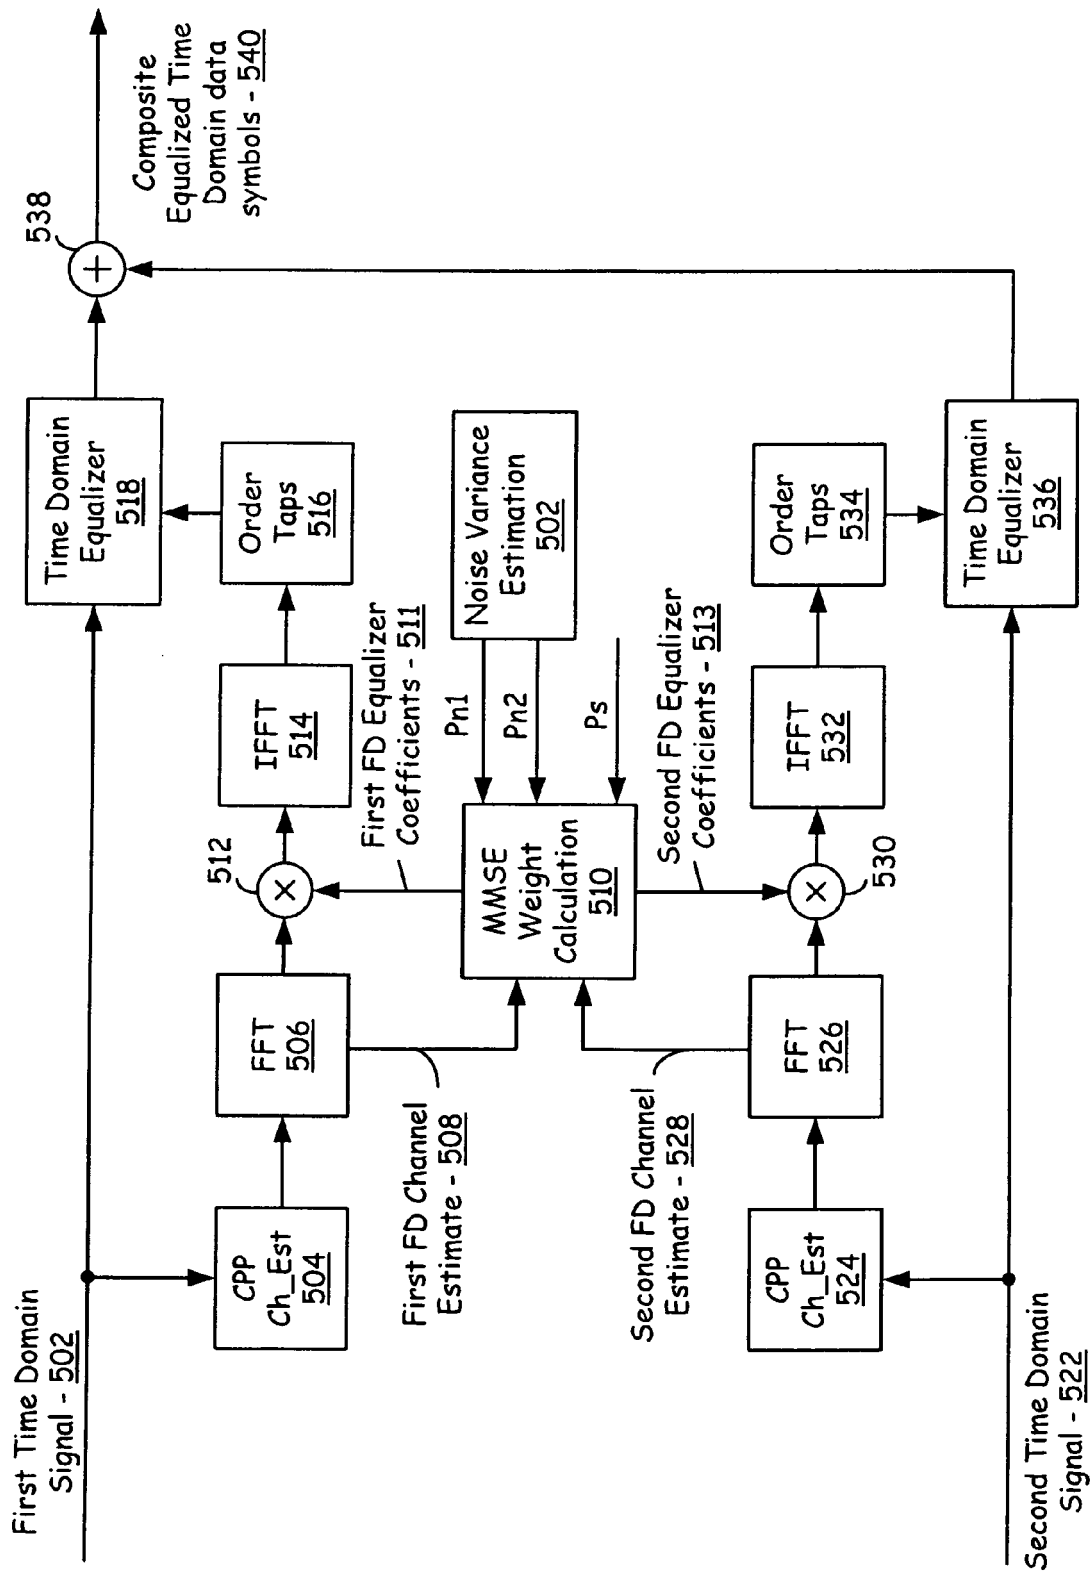 First Time Domain
Signal - 502
CPP
Ch_Est
504
FFT
506
First FD Channel
Estimate - 508
512
IFFT
514
First FD Equalizer
Coefficients - 511
Order
Taps
516
Time Domain
Equalizer
518
538
+
Composite
Equalized Time
Domain data
symbols - 540
MMSE
Weight
Calculation
510
Pn1
Pn2
Ps
Noise Variance
Estimation
502
Second FD Channel
Estimate - 528
Second FD Equalizer
Coefficients - 513
CPP
Ch_Est
524
FFT
526
×
×
530
IFFT
532
Order
Taps
534
Time Domain
Equalizer
536
Second Time Domain
Signal - 522